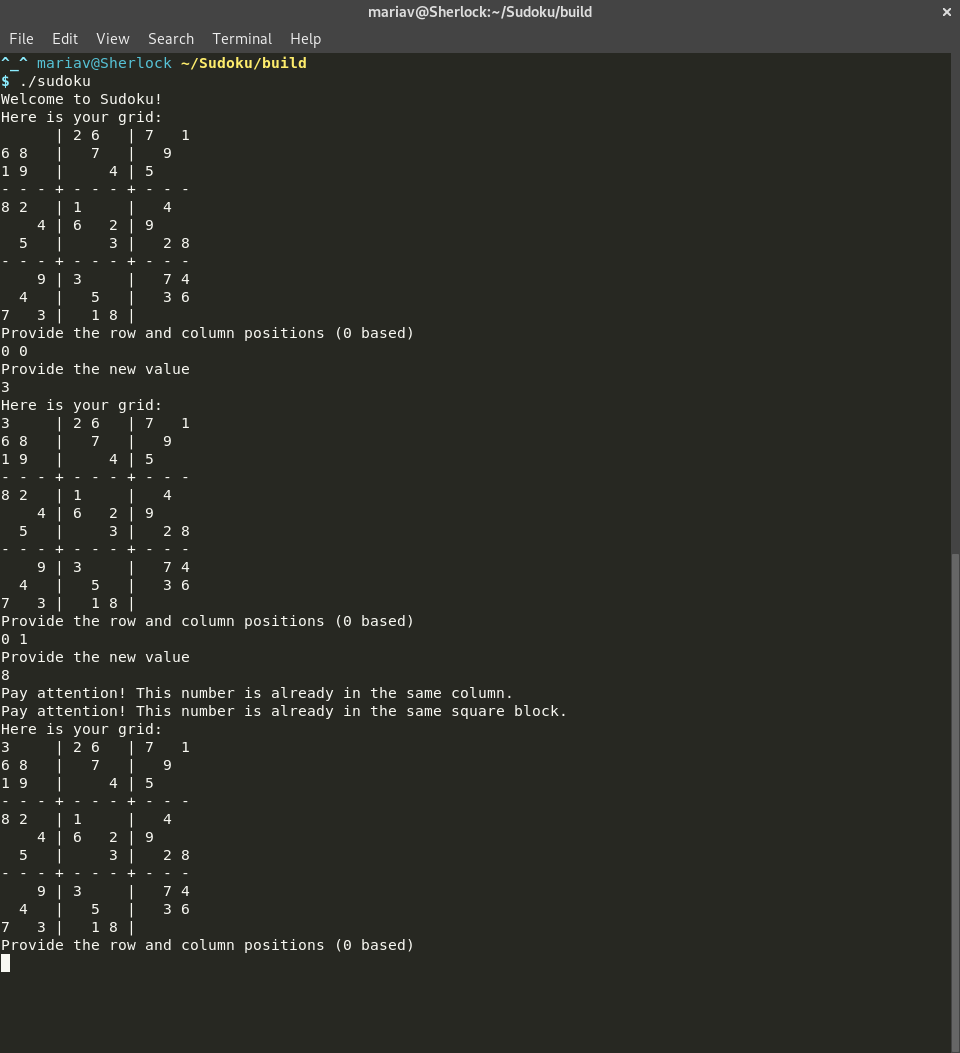 mariav@Sherlock:~/Sudoku/build ×
File Edit View Search Terminal Help
^_^ mariav@Sherlock ~/Sudoku/build
$ ./sudoku
Welcome to Sudoku!
Here is your grid:
      | 2 6   | 7   1
6 8   |   7   |   9
1 9   |     4 | 5
- - - + - - - + - - -
8 2   | 1     |   4
    4 | 6   2 | 9
  5   |     3 |   2 8
- - - + - - - + - - -
    9 | 3     |   7 4
  4   |   5   |   3 6
7   3 |   1 8 |
Provide the row and column positions (0 based)
0 0
Provide the new value
3
Here is your grid:
3     | 2 6   | 7   1
6 8   |   7   |   9
1 9   |     4 | 5
- - - + - - - + - - -
8 2   | 1     |   4
    4 | 6   2 | 9
  5   |     3 |   2 8
- - - + - - - + - - -
    9 | 3     |   7 4
  4   |   5   |   3 6
7   3 |   1 8 |
Provide the row and column positions (0 based)
0 1
Provide the new value
8
Pay attention! This number is already in the same column.
Pay attention! This number is already in the same square block.
Here is your grid:
3     | 2 6   | 7   1
6 8   |   7   |   9
1 9   |     4 | 5
- - - + - - - + - - -
8 2   | 1     |   4
    4 | 6   2 | 9
  5   |     3 |   2 8
- - - + - - - + - - -
    9 | 3     |   7 4
  4   |   5   |   3 6
7   3 |   1 8 |
Provide the row and column positions (0 based)